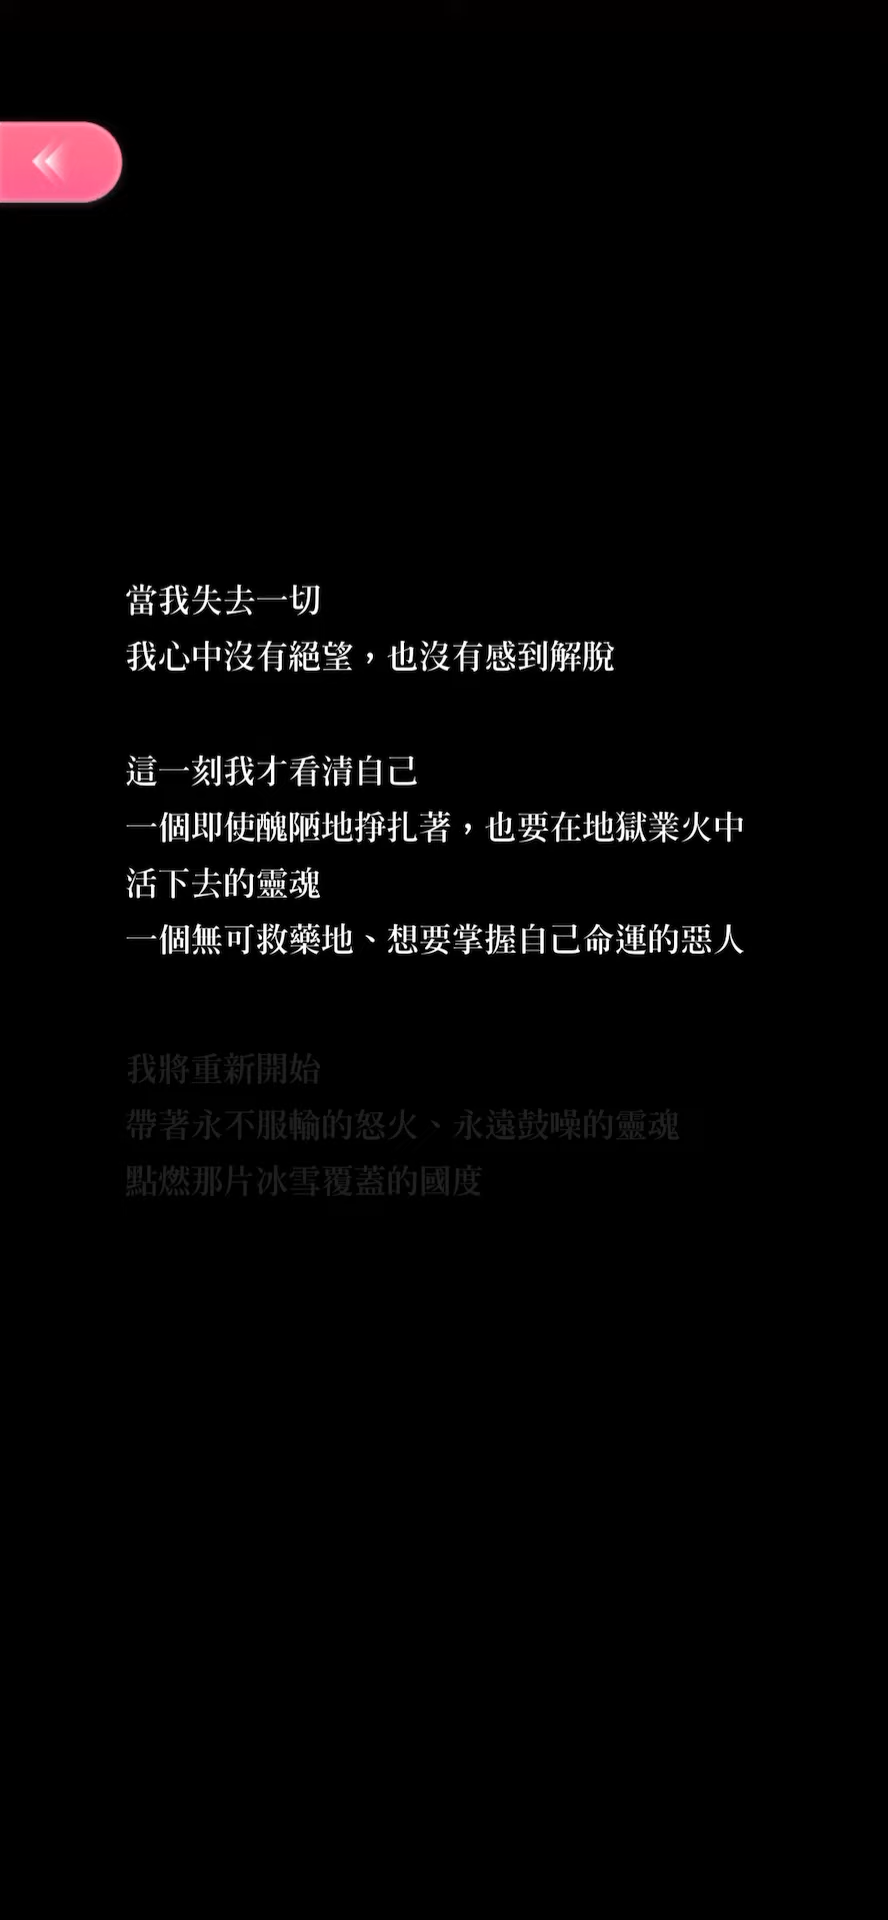 當我失去一切
我心中沒有絕望，也沒有感到解脫
這一刻我才看清自己
一個即使醜陋地掙扎著，也要在地獄業火中
活下去的靈魂
一個無可救藥地、想要掌握自己命運的惡人
我將重新開始
帶著永不服輸的怒火、永遠鼓噪的靈魂
點燃那片冰雪覆蓋的國度